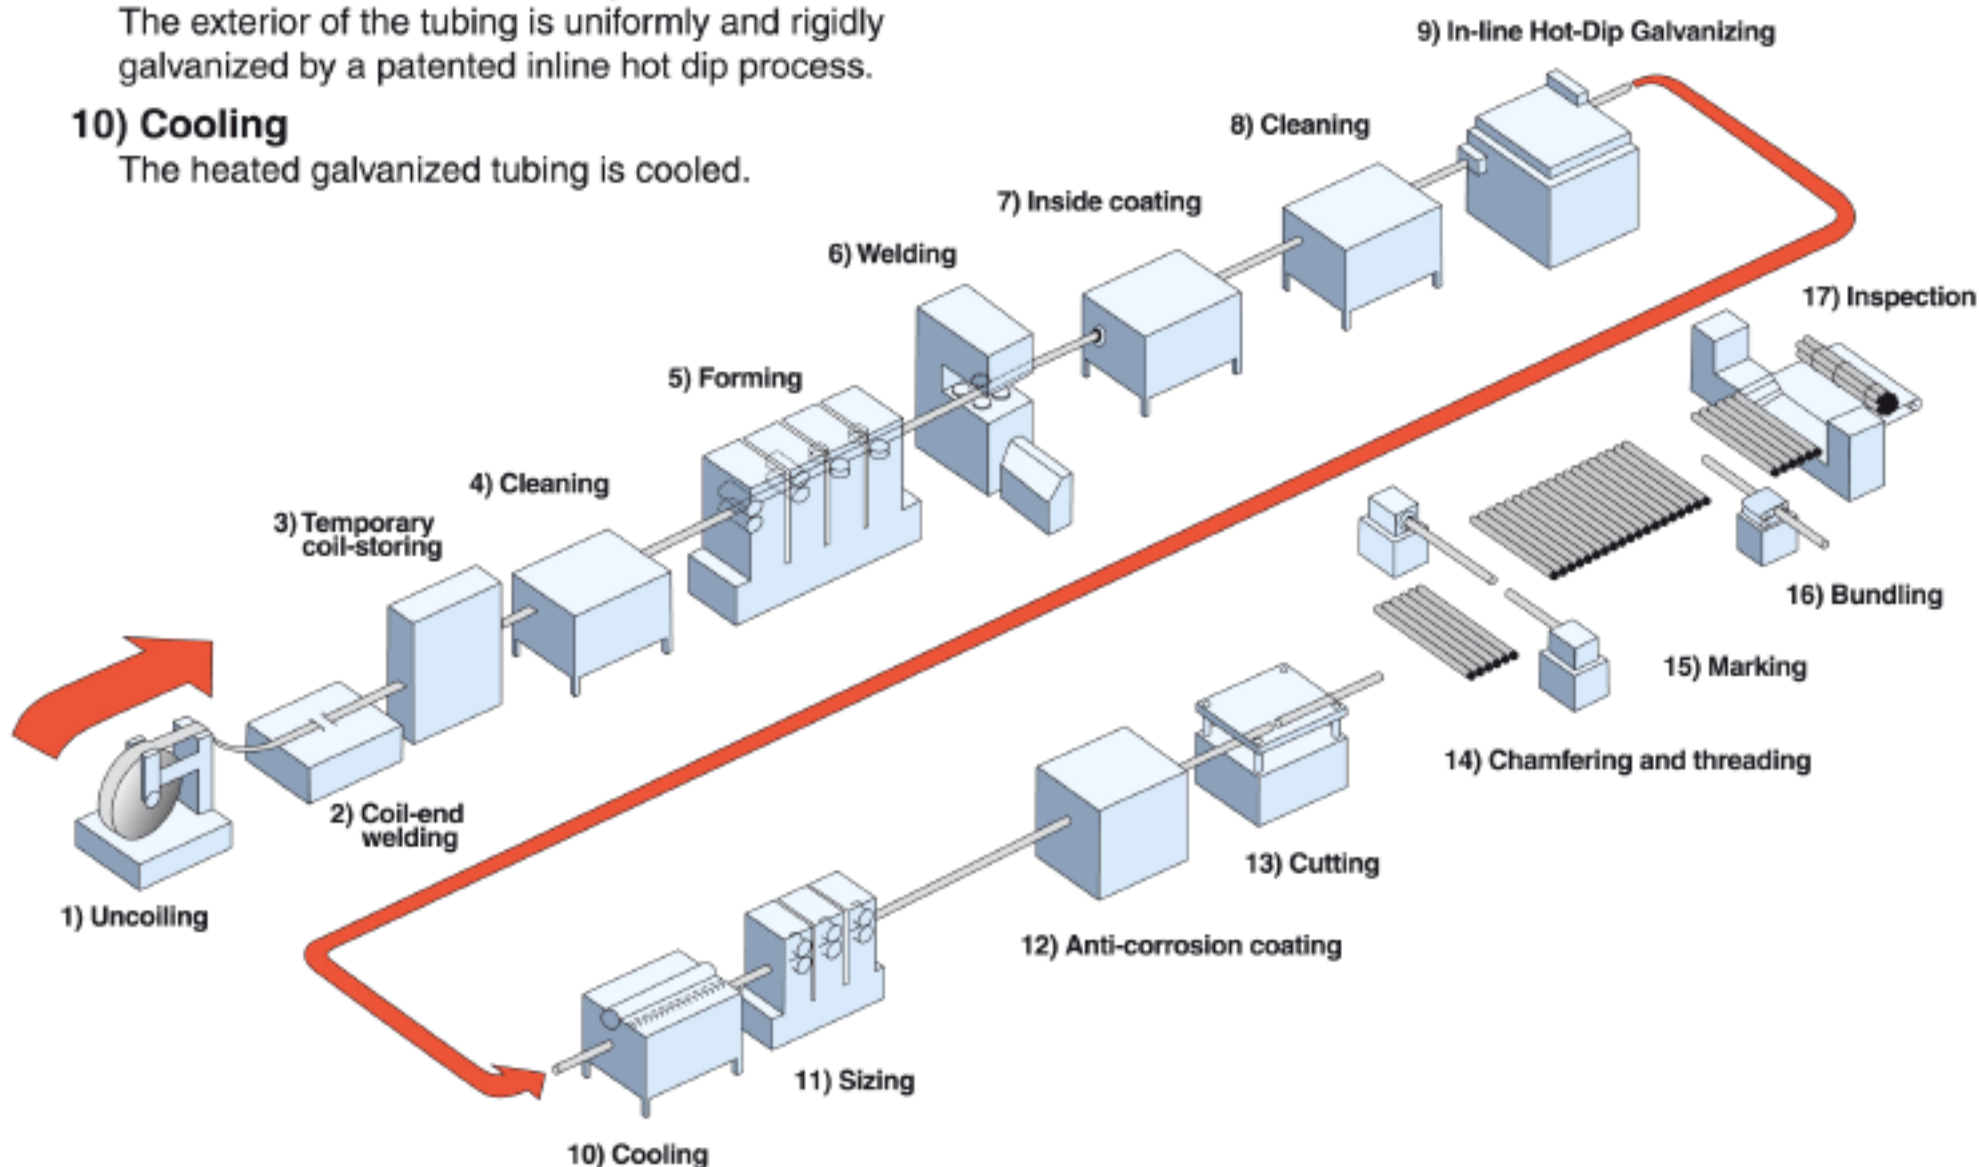 The exterior of the tubing is uniformly and rigidly
galvanized by a patented inline hot dip process.
10) Cooling
The heated galvanized tubing is cooled.
9) In-line Hot-Dip Galvanizing
8) Cleaning
7) Inside coating
6) Welding
5) Forming
4) Cleaning
3) Temporary
coil-storing
2) Coil-end
welding
1) Uncoiling
17) Inspection
16) Bundling
15) Marking
14) Chamfering and threading
13) Cutting
12) Anti-corrosion coating
11) Sizing
10) Cooling